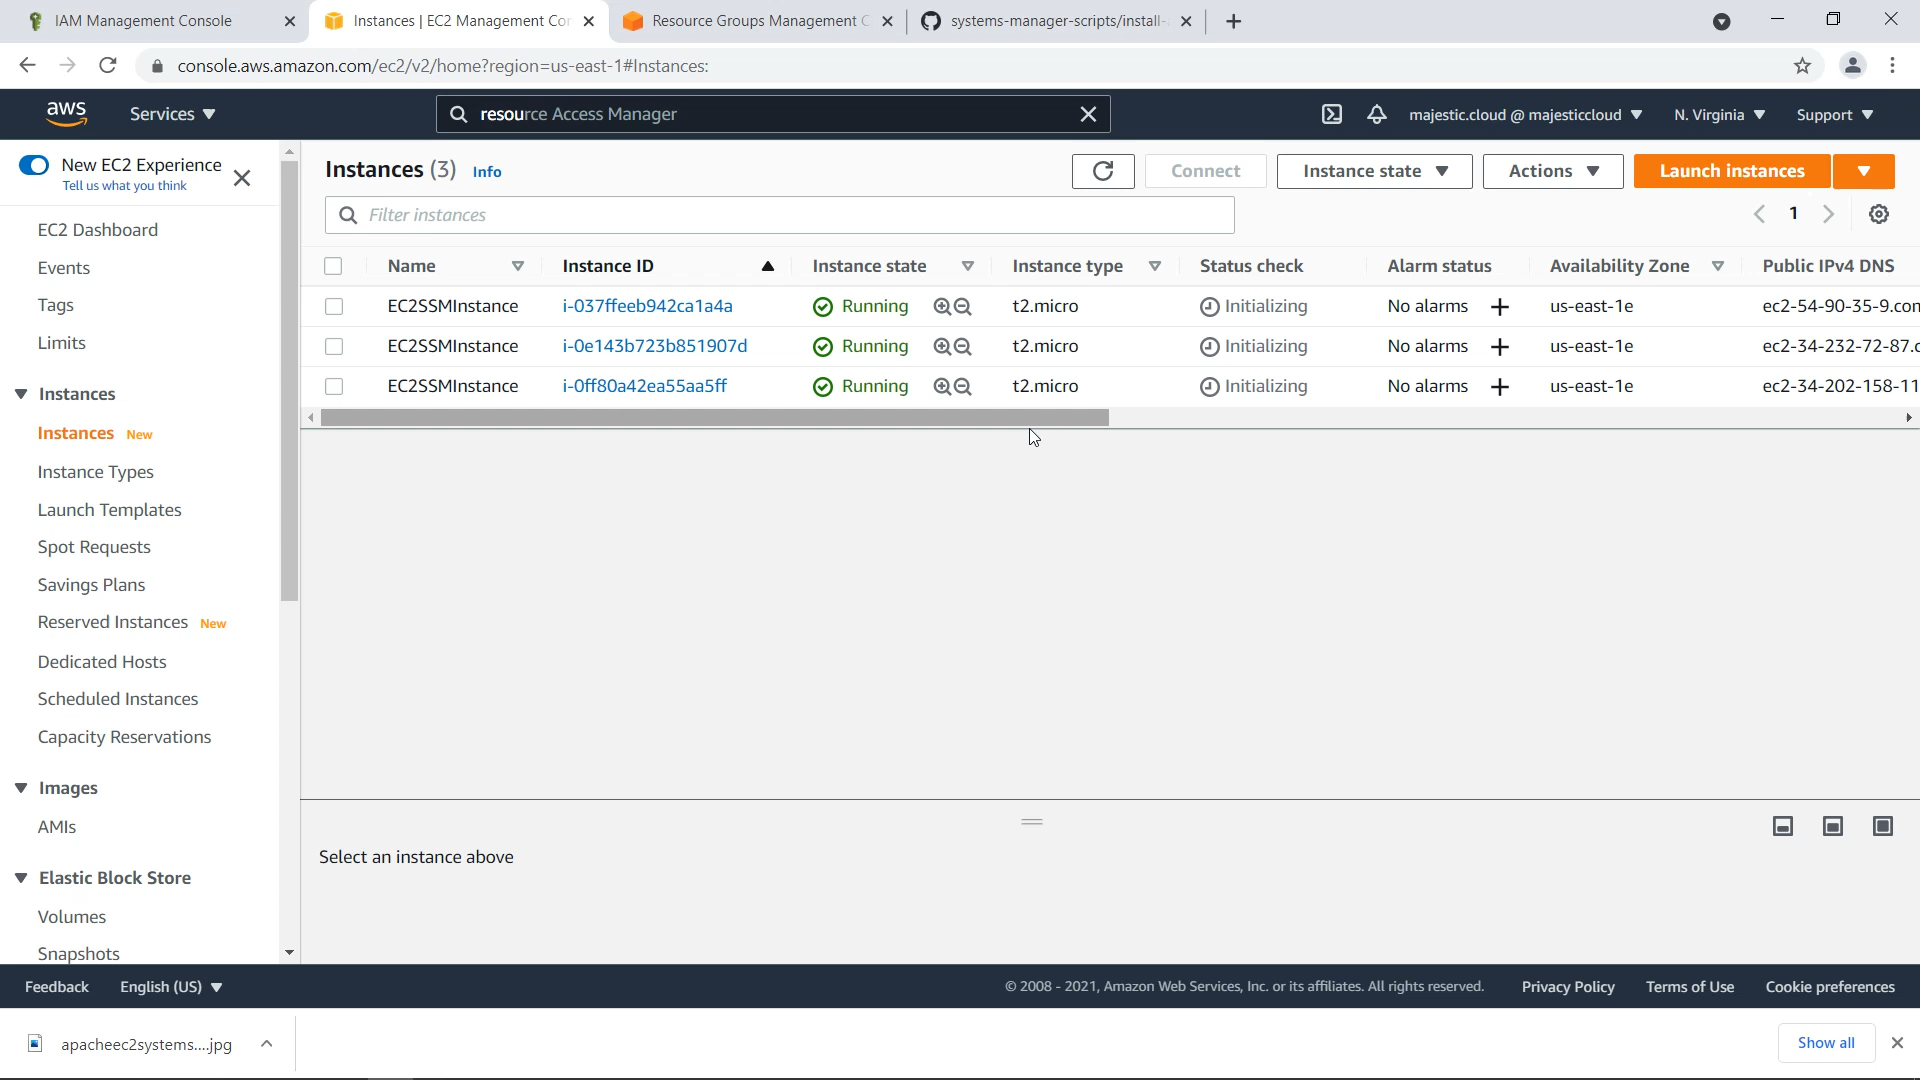 IAM Management Console
Instances | EC2 Management Con
Resource Groups Management C
systems-manager-scripts/install-
console.aws.amazon.com/ec2/v2/home?region=us-east-1#Instances:
aws
Services
resource Access Manager
majestic.cloud @ majesticcloud
N. Virginia
Support
New EC2 Experience
Tell us what you think
EC2 Dashboard
Events
Tags
Limits
Instances
Instances New
Instance Types
Launch Templates
Spot Requests
Savings Plans
Reserved Instances New
Dedicated Hosts
Scheduled Instances
Capacity Reservations
Images
AMIs
Elastic Block Store
Volumes
Snapshots
Instances (3) Info
Connect
Instance state
Actions
Launch instances
Filter instances
1
Name Instance ID Instance state Instance type Status check Alarm status Availability Zone Public IPv4 DNS
EC2SSMInstance i-037ffeeb942ca1a4a Running t2.micro Initializing No alarms us-east-1e ec2-54-90-35-9.con
EC2SSMInstance i-0e143b723b851907d Running t2.micro Initializing No alarms us-east-1e ec2-34-232-72-87.c
EC2SSMInstance i-0ff80a42ea55aa5ff Running t2.micro Initializing No alarms us-east-1e ec2-34-202-158-11
Select an instance above
Feedback
English (US)
© 2008 - 2021, Amazon Web Services, Inc. or its affiliates. All rights reserved.
Privacy Policy
Terms of Use
Cookie preferences
apacheec2systems....jpg
Show all